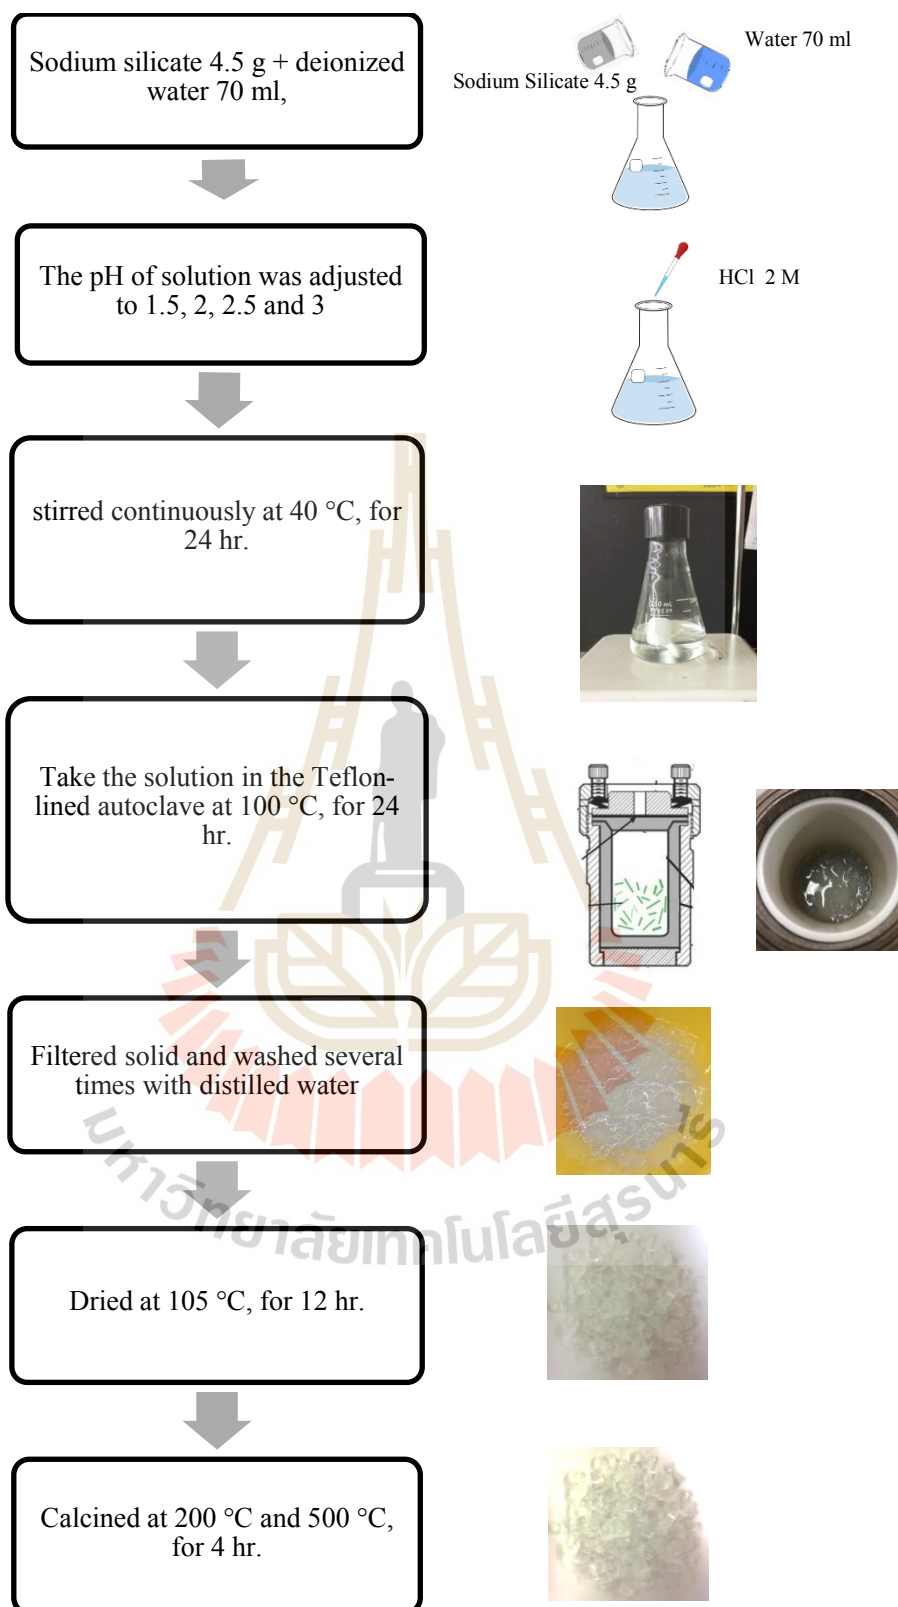 Sodium silicate 4.5 g + deionized
water 70 ml,
Water 70 ml
Sodium Silicate 4.5 g
The pH of solution was adjusted
to 1.5, 2, 2.5 and 3
HCl 2 M
stirred continuously at 40 °C, for
24 hr.
Take the solution in the Teflon-
lined autoclave at 100 °C, for 24
hr.
Filtered solid and washed several
times with distilled water
มหาวิทยาลัยเทคโนโลยีสุรนารี
Dried at 105 °C, for 12 hr.
Calcined at 200 °C and 500 °C,
for 4 hr.